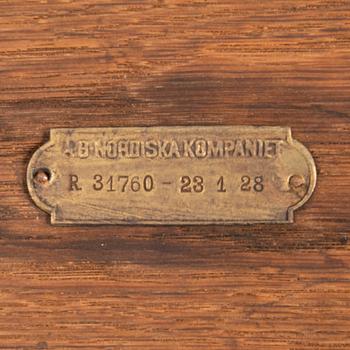 A.B. NORDISKA KOMPANIET
R 31760 - 23 1 28